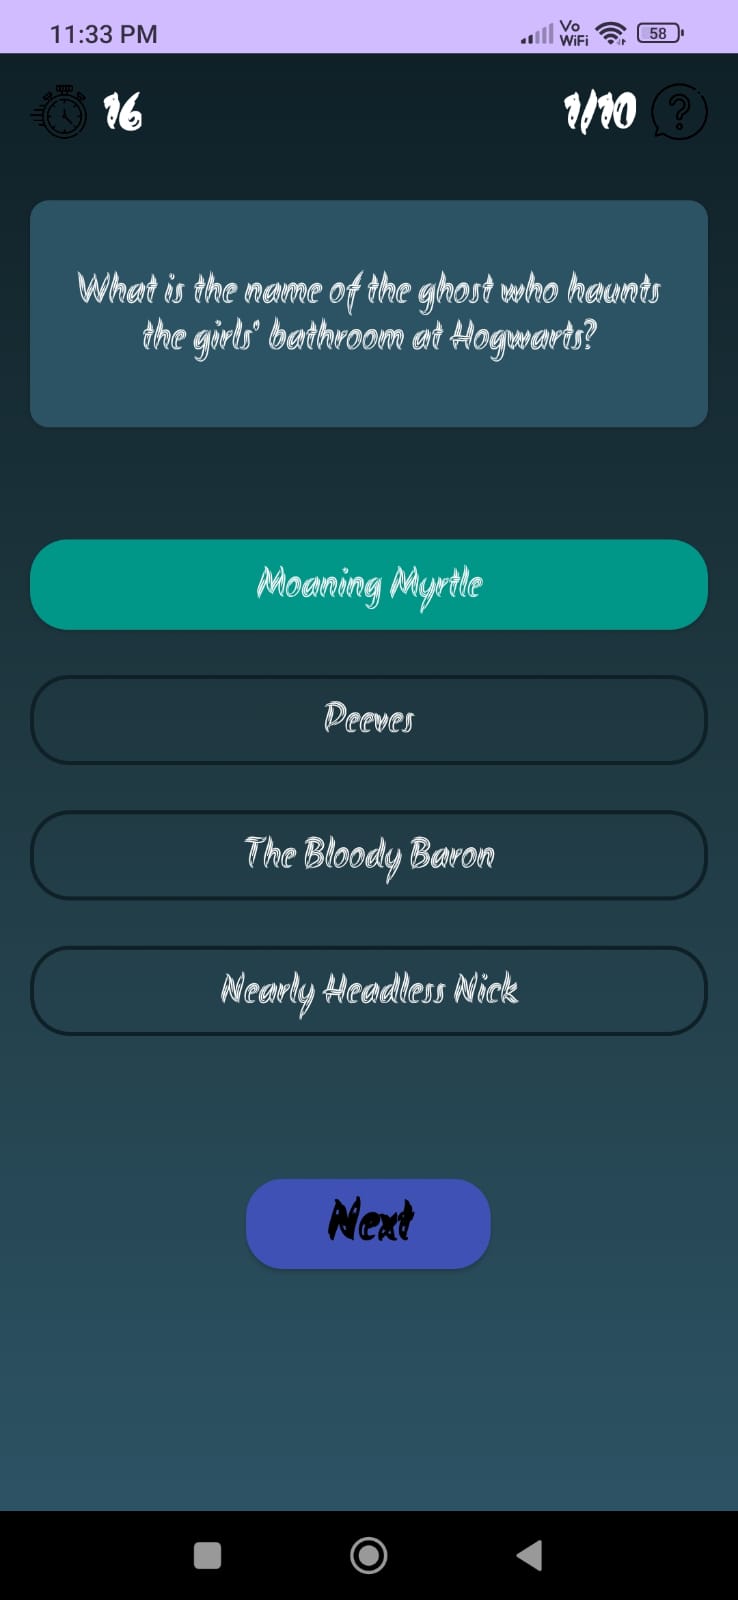 11:33 PM
Vo
WiFi
58
16
1/10
What is the name of the ghost who haunts
the girls' bathroom at Hogwarts?
Moaning Myrtle
Peeves
The Bloody Baron
Nearly Headless Nick
Next